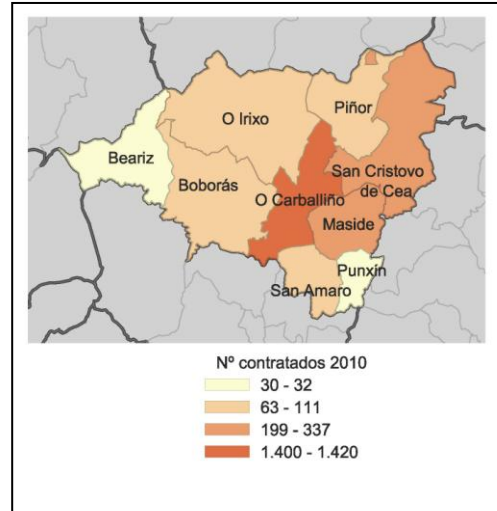 Piñor
O Irixo
Beariz
San Cristovo
de Cea
Boborás
O Carballiño
Maside
Punxín
San Amaro
Nº contratados 2010
30 - 32
63 - 111
199 - 337
1.400 - 1.420